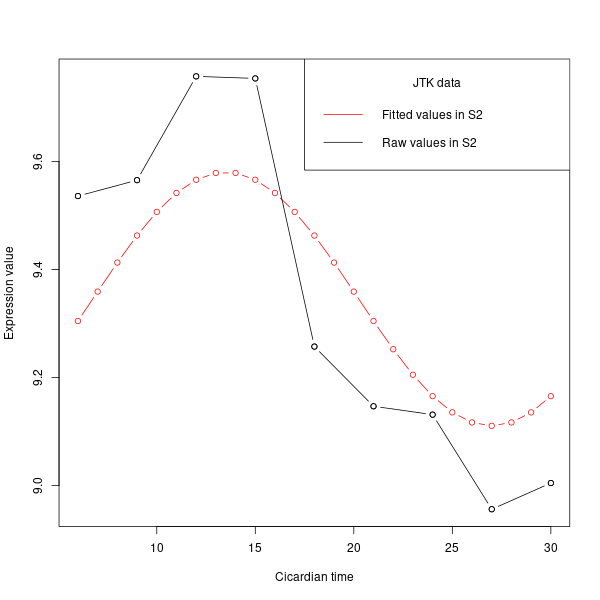 JTK data
Fitted values in S2
Raw values in S2
Expression value
9.6
9.4
9.2
9.0
10 15 20 25 30
Cicardian time